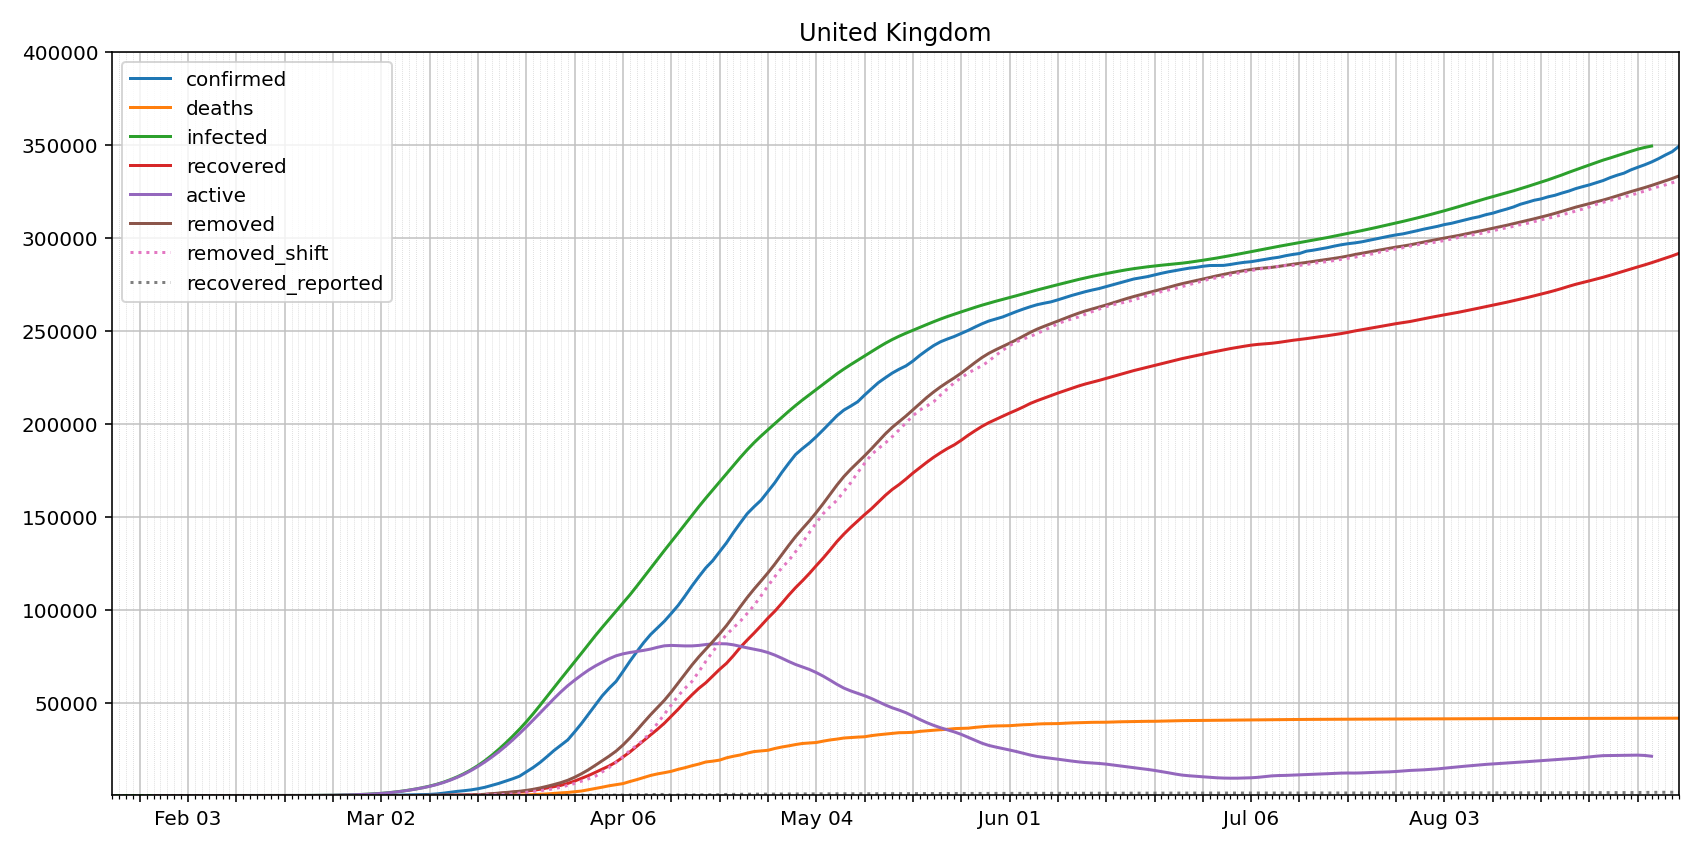 United Kingdom
400000
350000
300000
250000
200000
150000
100000
50000
confirmed
deaths
infected
recovered
active
removed
removed_shift
recovered_reported
Feb 03 Mar 02 Apr 06 May 04 Jun 01 Jul 06 Aug 03